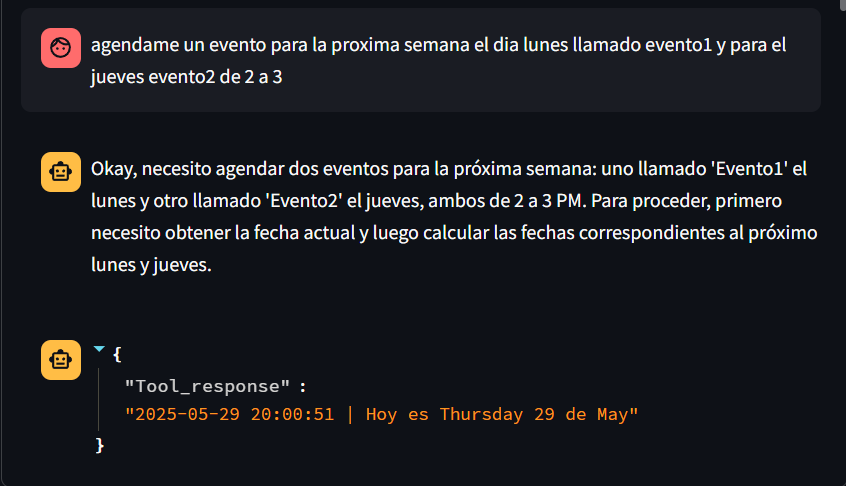 agendame un evento para la proxima semana el dia lunes llamado evento1 y para el
jueves evento2 de 2 a 3
Okay, necesito agendar dos eventos para la próxima semana: uno llamado 'Evento1' el
lunes y otro llamado 'Evento2' el jueves, ambos de 2 a 3 PM. Para proceder, primero
necesito obtener la fecha actual y luego calcular las fechas correspondientes al próximo
lunes y jueves.
{
"Tool_response" :
"2025-05-29 20:00:51 | Hoy es Thursday 29 de May"
}